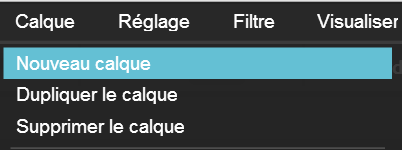 Calque Réglage Filtre Visualiser
Nouveau calque
Dupliquer le calque
Supprimer le calque